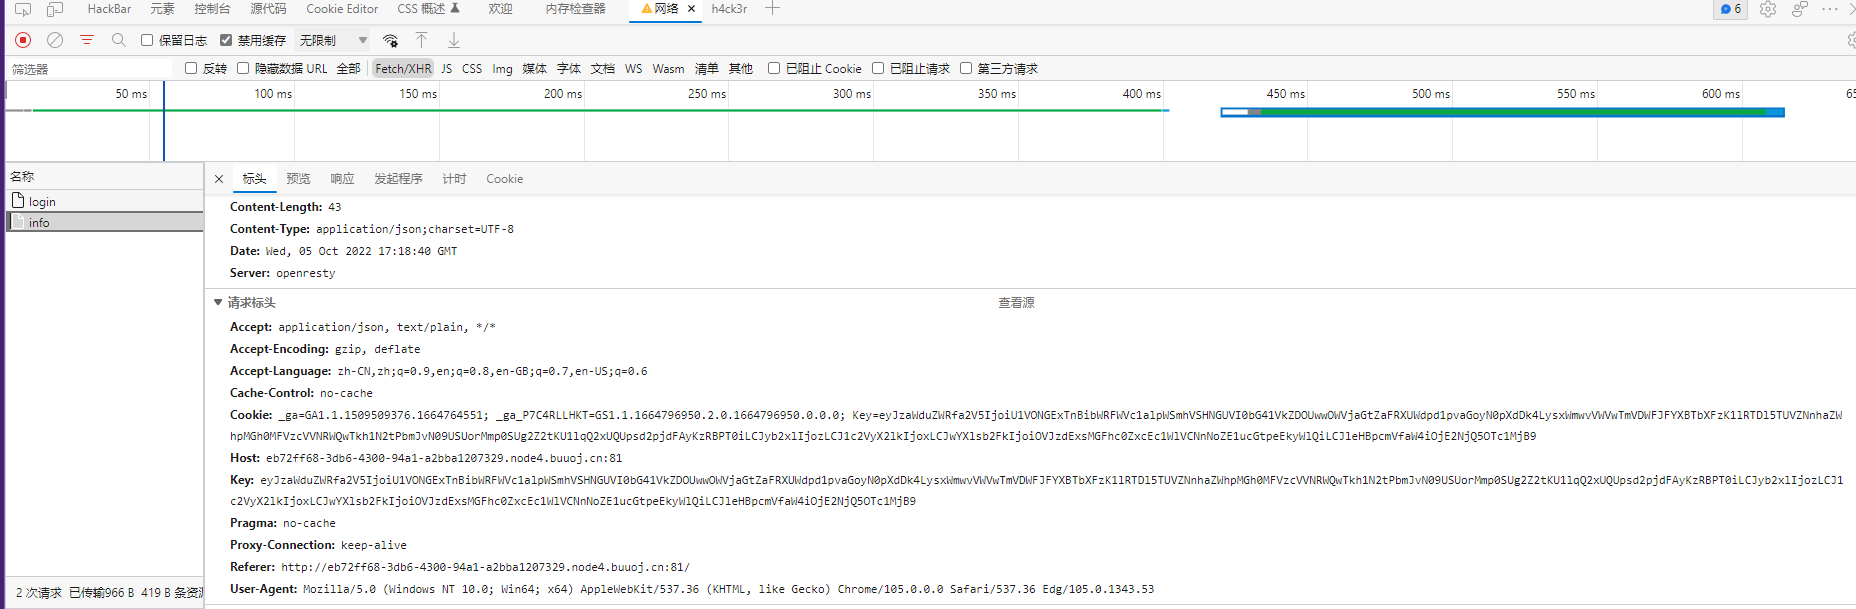 HackBar 元素 控制台 源代码 Cookie Editor CSS 概述 欢迎 内存检查器 网络 h4ck3r 6
保留日志 禁用缓存 无限制
筛选器 反转 隐藏数据 URL 全部 Fetch/XHR JS CSS Img 媒体 字体 文档 WS Wasm 清单 其他 已阻止 Cookie 已阻止请求 第三方请求
50 ms 100 ms 150 ms 200 ms 250 ms 300 ms 350 ms 400 ms 450 ms 500 ms 550 ms 600 ms 65
名称 标头 预览 响应 发起程序 计时 Cookie
login
info
Content-Length: 43
Content-Type: application/json;charset=UTF-8
Date: Wed, 05 Oct 2022 17:18:40 GMT
Server: openresty
请求标头 查看源
Accept: application/json, text/plain, */*
Accept-Encoding: gzip, deflate
Accept-Language: zh-CN,zh;q=0.9,en;q=0.8,en-GB;q=0.7,en-US;q=0.6
Cache-Control: no-cache
Cookie: _ga=GA1.1.1509509376.1664764551; _ga_P7C4RLLHKT=GS1.1.1664796950.2.0.1664796950.0.0.0;
Host: eb72ff68-3db6-4300-94a1-a2bba1207329.node4.buuoj.cn:81
Key:
Pragma: no-cache
Proxy-Connection: keep-alive
Referer: http://eb72ff68-3db6-4300-94a1-a2bba1207329.node4.buuoj.cn:81/
User-Agent: Mozilla/5.0 (Windows NT 10.0; Win64; x64) AppleWebKit/537.36 (KHTML, like Gecko) Chrome/105.0.0.0 Safari/537.36 Edg/105.0.1343.53
2 次请求 已传输966 B 419 B 条资源